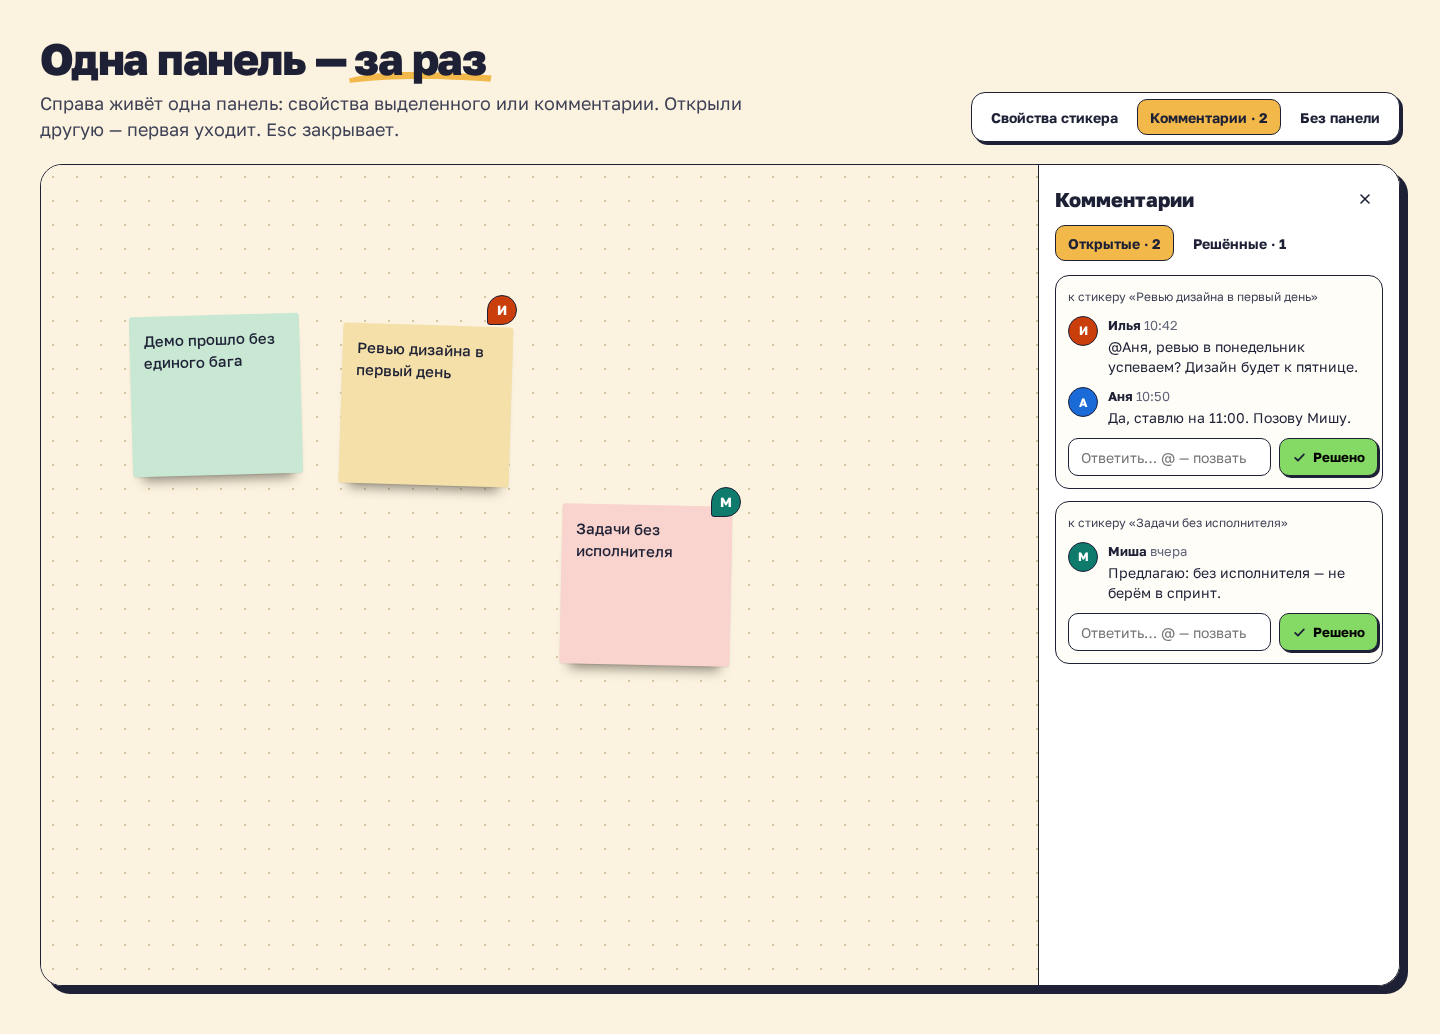 Одна панель — за раз
Справа живёт одна панель: свойства выделенного или комментарии. Открыли
другую — первая уходит. Esc закрывает.
Свойства стикера
Комментарии · 2
Без панели
Демо прошло без
единого бага
И
Ревью дизайна в
первый день
М
Задачи без
исполнителя
Комментарии
Открытые · 2
Решённые · 1
к стикеру «Ревью дизайна в первый день»
И
Илья 10:42
@Аня, ревью в понедельник
успеваем? Дизайн будет к пятнице.
А
Аня 10:50
Да, ставлю на 11:00. Позову Мишу.
Ответить... @ — позвать
Решено
к стикеру «Задачи без исполнителя»
М
Миша вчера
Предлагаю: без исполнителя — не
берём в спринт.
Ответить... @ — позвать
Решено